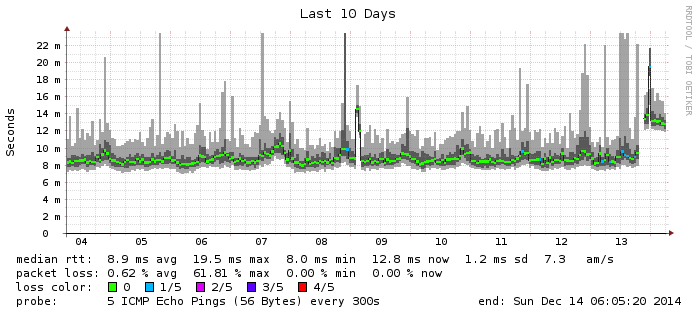 Last 10 Days
RRDTOOL / TOBI OETIKER
Seconds
22 m
20 m
18 m
16 m
14 m
12 m
10 m
8 m
6 m
4 m
2 m
0
04 05 06 07 08 09 10 11 12 13
median rtt: 8.9 ms avg 19.5 ms max 8.0 ms min 12.8 ms now 1.2 ms sd 7.3 am/s
packet loss: 0.62 % avg 61.81 % max 0.00 % min 0.00 % now
loss color: 0 1/5 2/5 3/5 4/5
probe: 5 ICMP Echo Pings (56 Bytes) every 300s end: Sun Dec 14 06:05:20 2014